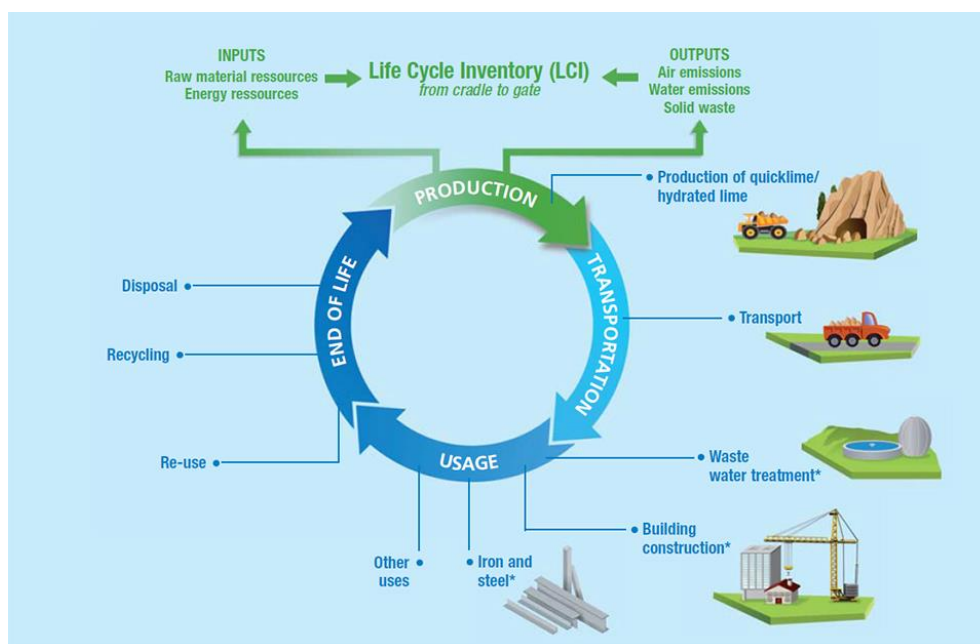 INPUTS
Raw material ressources
Energy ressources
Life Cycle Inventory (LCI)
from cradle to gate
OUTPUTS
Air emissions
Water emissions
Solid waste
PRODUCTION
• Production of quicklime/
hydrated lime
TRANSPORTATION
• Transport
USAGE
• Waste
water treatment*
• Building
construction*
• Iron and
steel*
Other •
uses
END OF LIFE
Re-use •
Recycling •
Disposal •